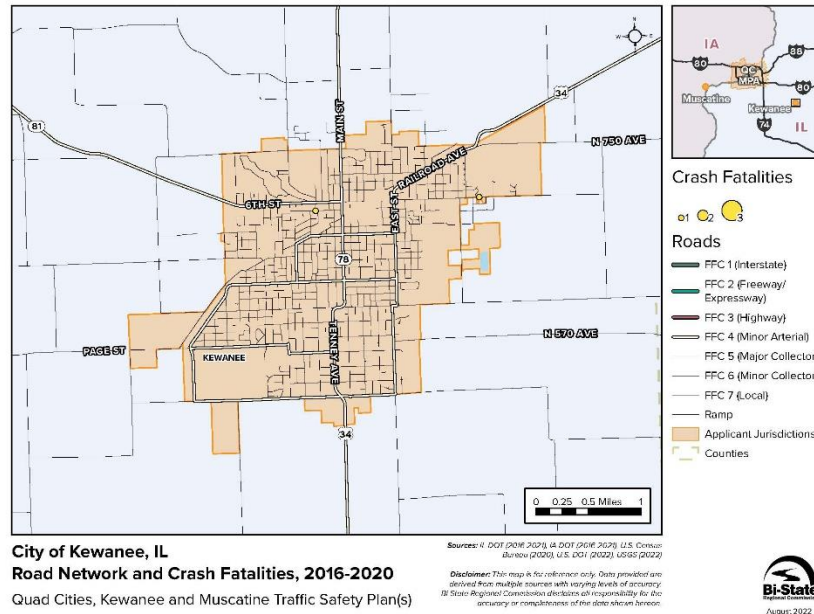 IA
80
88
QC
MPA
80
Muscatine
Kewanee
74
IL
W
E
MAIN ST
34
81
N 750 AVE
RAILROAD AVE
6TH ST
EAST ST
78
PAGE ST
KEWANEE
TENNEY AVE
N 570 AVE
34
0 0.25 0.5 Miles 1
Crash Fatalities
1 2 3
Roads
FFC 1 (Interstate)
FFC 2 (Freeway/
Expressway)
FFC 3 (Highway)
FFC 4 (Minor Arterial)
FFC 5 (Major Collector
FFC 6 (Minor Collector
FFC 7 (Local)
Ramp
Applicant Jurisdictions
Counties
City of Kewanee, IL
Road Network and Crash Fatalities, 2016-2020
Quad Cities, Kewanee and Muscatine Traffic Safety Plan(s)
Sources: IL DOT (2016-2021), IA DOT (2016-2021), U.S. Census
Bureau (2020), U.S. DOT (2022), USGS (2022)
Disclaimer: This map is for reference only. Data provided are
derived from multiple sources with varying levels of accuracy.
Bi-State Regional Commission disclaims all responsibility for the
accuracy or completeness of the data shown hereon.
Bi-State
Regional Commission
August, 2022